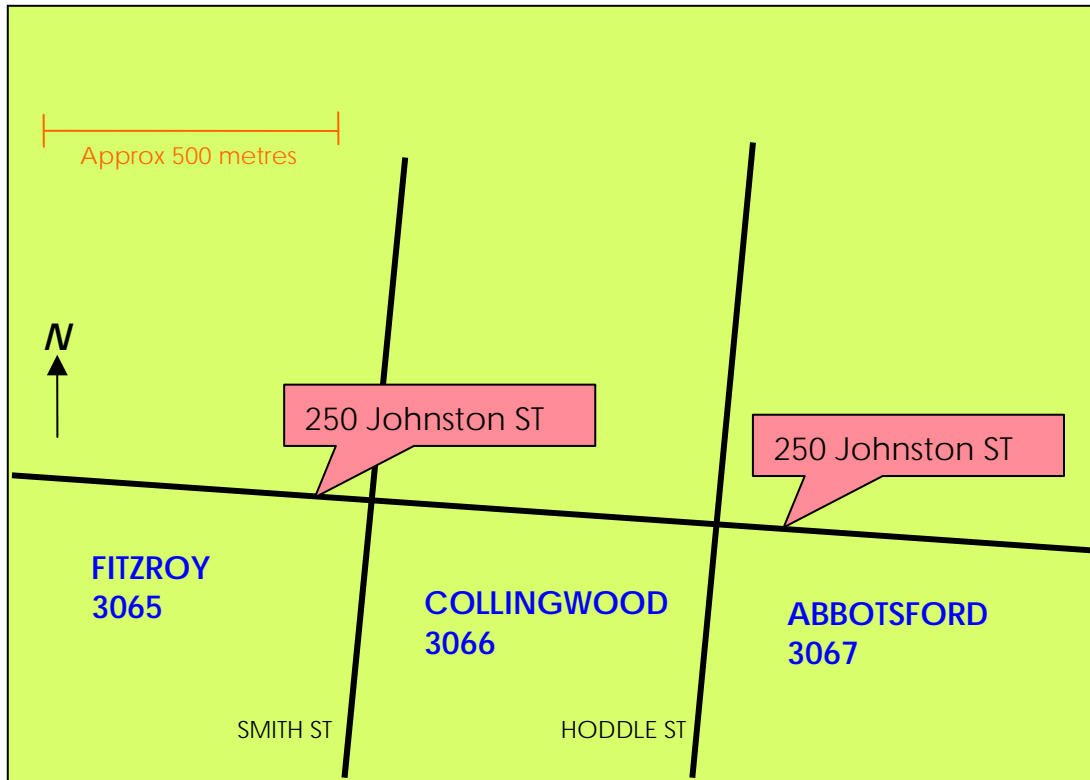 Approx 500 metres
N
250 Johnston ST
250 Johnston ST
FITZROY
3065
COLLINGWOOD
3066
ABBOTSFORD
3067
SMITH ST
HODDLE ST